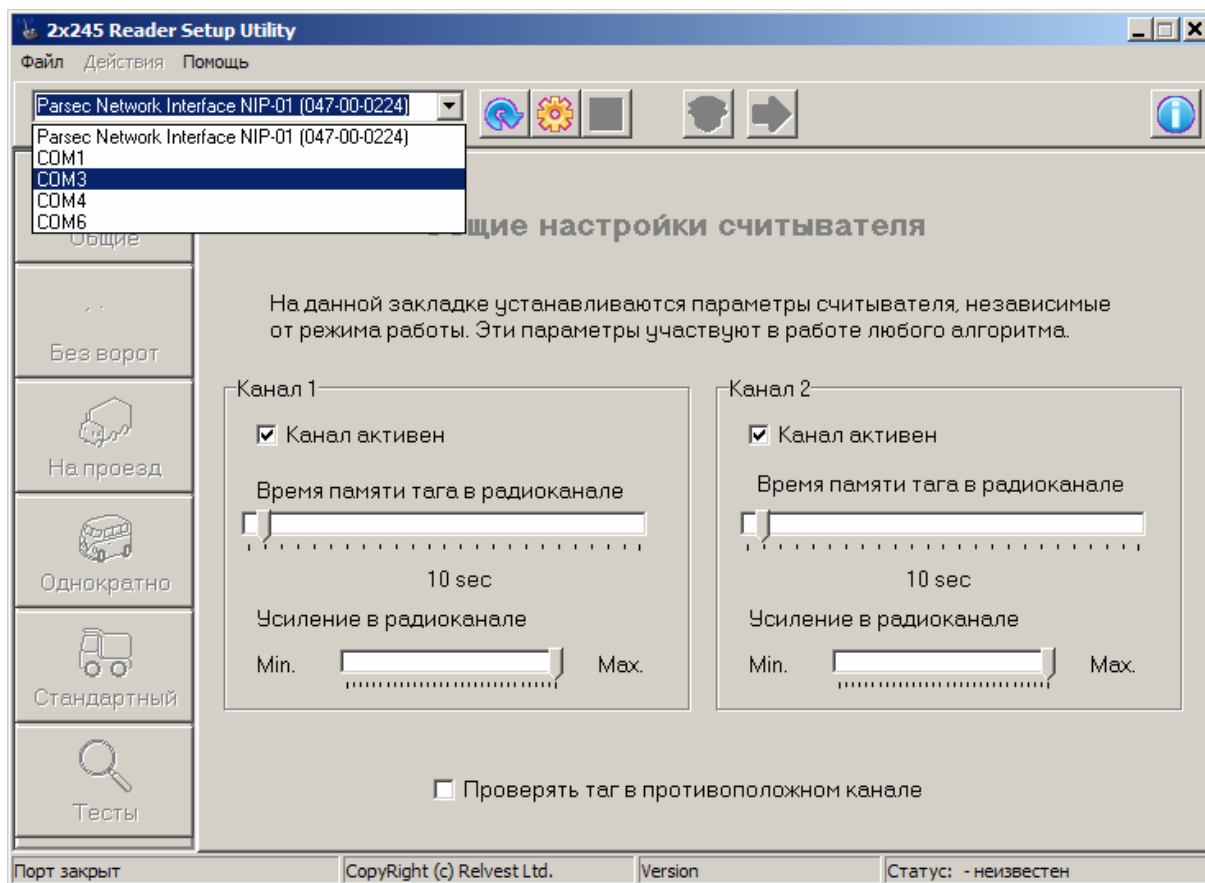 2x245 Reader Setup Utility
Файл Действия Помощь
Parsec Network Interface NIP-01 (047-00-0224)
Parsec Network Interface NIP-01 (047-00-0224)
COM1
COM3
COM4
COM6
Общие
Без ворот
На проезд
Однократно
Стандартный
Тесты
Общие настройки считывателя
На данной закладке устанавливаются параметры считывателя, независимые
от режима работы. Эти параметры участвуют в работе любого алгоритма.
Канал 1
Канал активен
Время памяти тага в радиоканале
10 sec
Усиление в радиоканале
Min. Max.
Канал 2
Канал активен
Время памяти тага в радиоканале
10 sec
Усиление в радиоканале
Min. Max.
Проверять таг в противоположном канале
Порт закрыт CopyRight (c) Relvest Ltd. Version Статус: - неизвестен